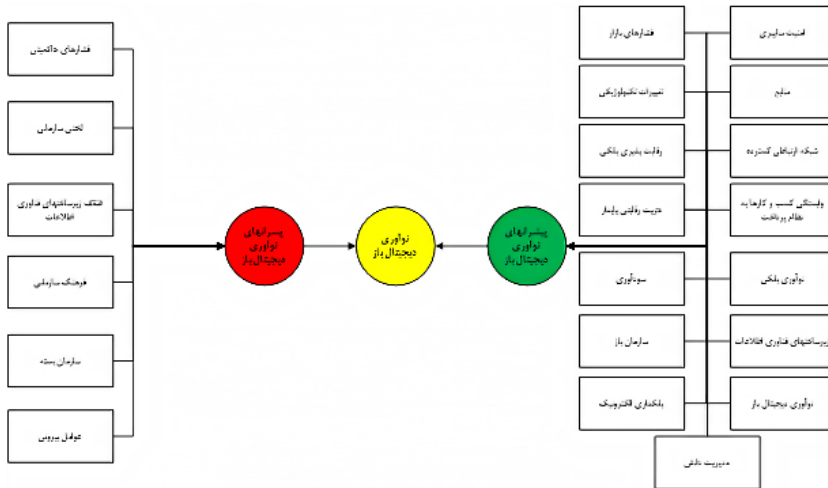 امنیت سایبری
فشارهای بازار
منابع
تغییرات تکنولوژیکی
شبکه ارتباطی گسترده
رقابت پذیری بانکی
وابستگی کسب و کارها به
نظام پرداخت
مزیت رقابتی پایدار
نوآوری بانکی
سودآوری
زیرساختهای فناوری اطلاعات
سازمان باز
نوآوری دیجیتال باز
بانکداری الکترونیک
مدیریت دانش
پیشرانهای
نوآوری
دیجیتال باز
نوآوری
دیجیتال باز
پسرانهای
نوآوری
دیجیتال باز
فشارهای حاکمیتی
لختی سازمانی
ضعف زیرساختهای فناوری
اطلاعات
فرهنگ سازمانی
سازمان بسته
عوامل بیرونی